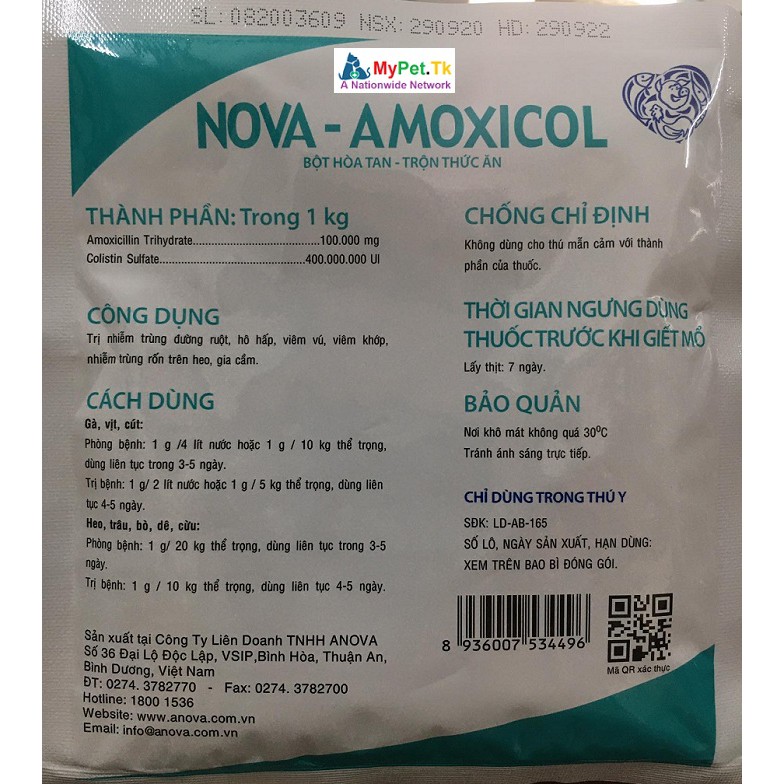 SL: 082003609 NSX: 290920 HD: 290922
MyPet.Tk
A Nationwide Network
NOVA - AMOXICOL
BỘT HÒA TAN - TRỘN THỨC ĂN
THÀNH PHẦN: Trong 1 kg
Amoxicillin Trihydrate......................................100.000 mg
Colistin Sulfate............................................400.000.000 UI
CÔNG DỤNG
Trị nhiễm trùng đường ruột, hô hấp, viêm vú, viêm khớp,
nhiễm trùng rốn trên heo, gia cầm.
CÁCH DÙNG
Gà, vịt, cút:
Phòng bệnh: 1 g /4 lít nước hoặc 1 g / 10 kg thể trọng,
dùng liên tục trong 3-5 ngày.
Trị bệnh: 1g/ 2 lít nước hoặc 1 g / 5 kg thể trọng, dùng liên
tục 4-5 ngày.
Heo, trâu, bò, dê, cừu:
Phòng bệnh: 1 g/ 20 kg thể trọng, dùng liên tục trong 3-5
ngày.
Trị bệnh: 1 g / 10 kg thể trọng, dùng liên tục 4-5 ngày.
Sản xuất tại Công Ty Liên Doanh TNHH ANOVA
Số 36 Đại Lộ Độc Lập, VSIP,Bình Hòa, Thuận An,
Bình Dương, Việt Nam
ĐT: 0274. 3782770 - Fax: 0274. 3782700
Hotline: 1800 1536
Website: www.anova.com.vn
Email: info@anova.com.vn
CHỐNG CHỈ ĐỊNH
Không dùng cho thú mẫn cảm với thành
phần của thuốc.
THỜI GIAN NGƯNG DÙNG
THUỐC TRƯỚC KHI GIẾT MỔ
Lấy thịt: 7 ngày.
BẢO QUẢN
Nơi khô mát không quá 30⁰C
Tránh ánh sáng trực tiếp.
CHỈ DÙNG TRONG THÚ Y
SĐK: LD-AB-165
SỐ LÔ, NGÀY SẢN XUẤT, HẠN DÙNG:
XEM TRÊN BAO BÌ ĐÓNG GÓI.
8 936007 534496
Mã QR xác thực